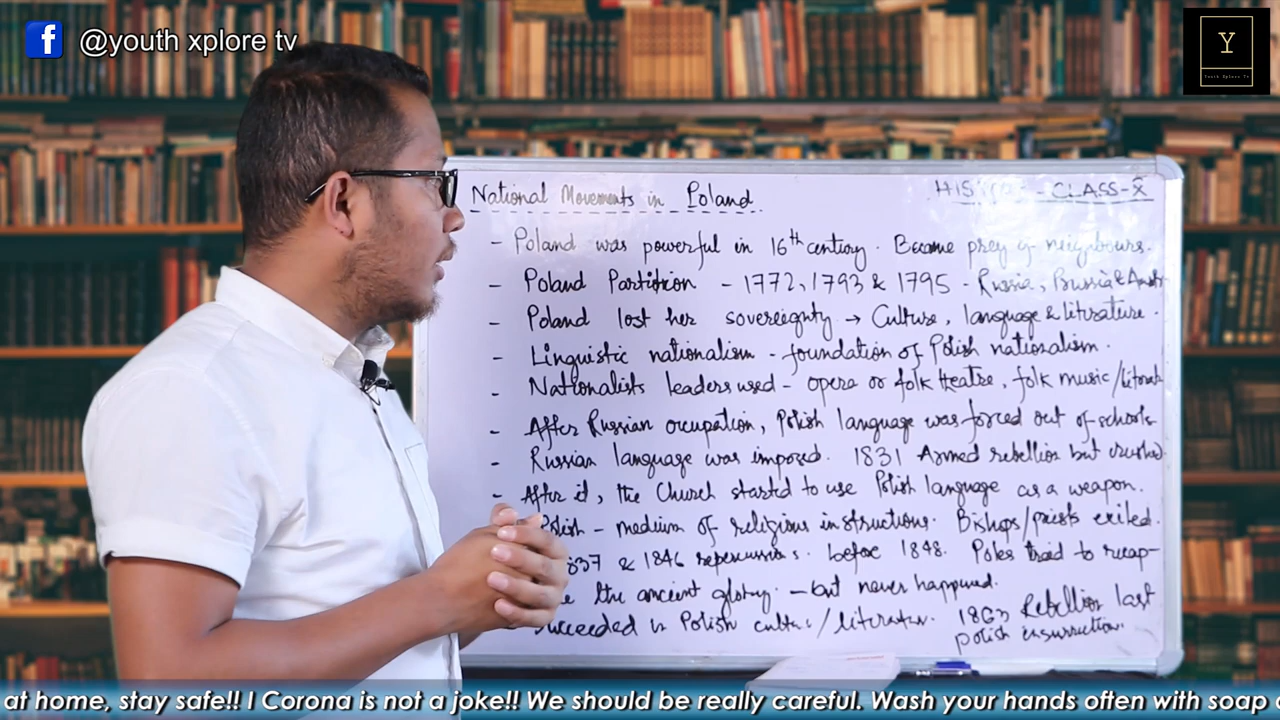 f @youth xplore tv
Y
Youth Xplore Tv
National Movements in Poland
HISTORY - CLASS-X
- Poland was powerful in 16th century. Became prey of neighbours.
- Poland Partition - 1772, 1793 & 1795 - Russia, Prussia &
- Poland lost her sovereignty → Culture, language & literature.
- Linguistic nationalism - foundation of Polish nationalism.
- Nationalists leaders used - opera or folk theatre, folk music/
- After Russian occupation, Polish language was forced out of schools
- Russian language was imposed. 1831 Armed rebellion but crushed.
- After it, the Church started to use Polish language as a weapon.
Polish - medium of religious instructions. Bishops/priests exiled.
837 & 1846 repercussions. before 1848. Poles tried to recap-
the ancient glory. - but never happened.
- Succeeded in Polish culture/literature. 1863 Rebellion last
Polish insurrection.
at home, stay safe!! I Corona is not a joke!! We should be really careful. Wash your hands often with soap